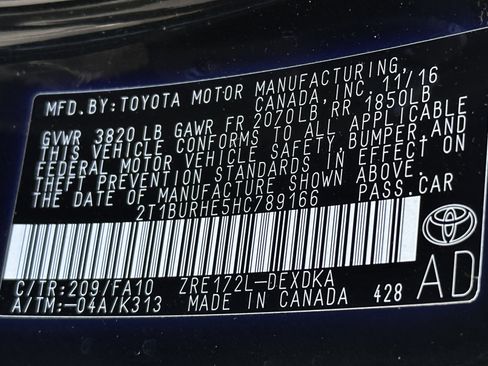 MFD.BY:TOYOTA MOTOR MANUFACTURING,
CANADA, INC. 11/16
GVWR 3820 LB GAWR FR 2070LB RR 1850LB
THIS VEHICLE CONFORMS TO ALL APPLICABLE
FEDERAL MOTOR VEHICLE SAFETY,BUMPER,AND
THEFT PREVENTION STANDARDS IN EFFECT ON
THE DATE OF MANUFACTURE SHOWN ABOVE.
2T1BURHE5HC789166 PASS.CAR
C/TR:209/FA10 ZRE172L-DEXDKA
A/TM:-04A/K313 MADE IN CANADA 428
AD